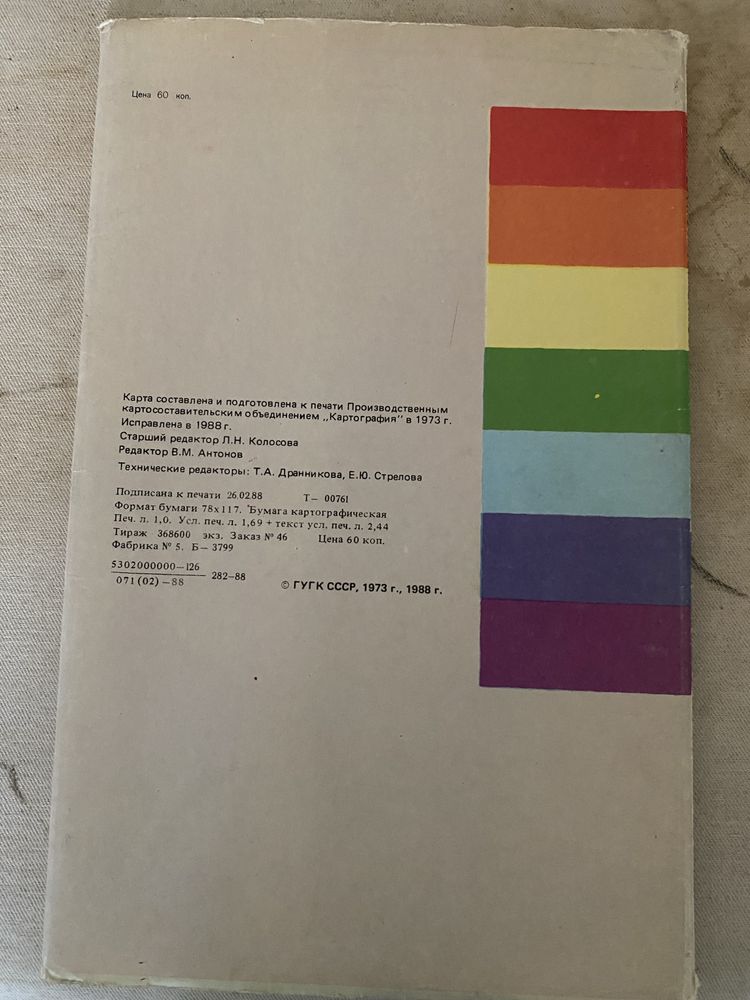 Цена 60 коп.
Карта составлена и подготовлена к печати Производственным
картосоставительским объединением „Картография" в 1973 г.
Исправлена в 1988 г.
Старший редактор Л.Н. Колосова
Редактор В.М. Антонов
Технические редакторы: Т.А. Дранникова, Е.Ю. Стрелова
Подписана к печати 26.02.88 Т— 00761
Формат бумаги 78х117. Бумага картографическая
Печ. л. 1,0. Усл. печ. л. 1,69 + текст усл. печ. л. 2,44
Тираж 368600 экз. Заказ № 46 Цена 60 коп.
Фабрика № 5. Б— 3799
5302000000—126
071(02)—88
282—88
© ГУГК СССР, 1973 г., 1988 г.